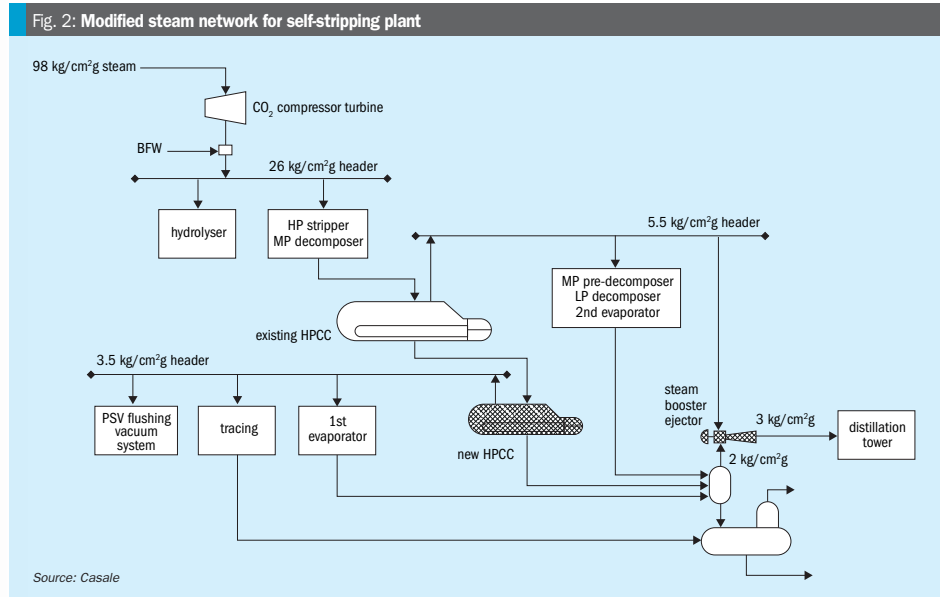 Fig. 2: Modified steam network for self-stripping plant
98 kg/cm²g steam
CO₂ compressor turbine
BFW
26 kg/cm²g header
hydrolyser
HP stripper
MP decomposer
5.5 kg/cm²g header
MP pre-decomposer
LP decomposer
2nd evaporator
existing HPCC
3.5 kg/cm²g header
PSV flushing
vacuum
system
tracing
1st
evaporator
new HPCC
steam
booster
ejector
3 kg/cm²g
distillation
tower
2 kg/cm²g
Source: Casale